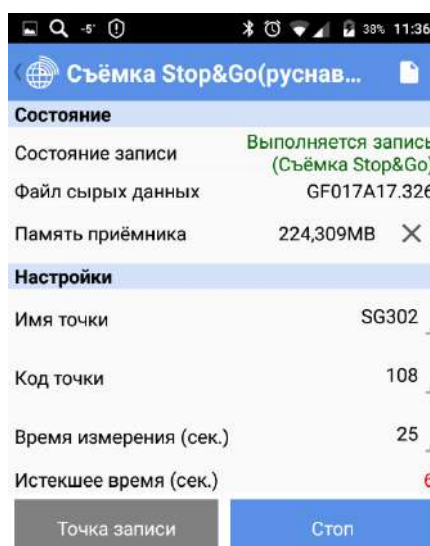 -5° 38% 11:36
Съёмка Stop&Go(руснав...
Состояние
Состояние записи Выполняется запись
(Съёмка Stop&Go)
Файл сырых данных GF017A17.326
Память приёмника 224,309MB
Настройки
Имя точки SG302
Код точки 108
Время измерения (сек.) 25
Истекшее время (сек.) 6
Точка записи Стоп